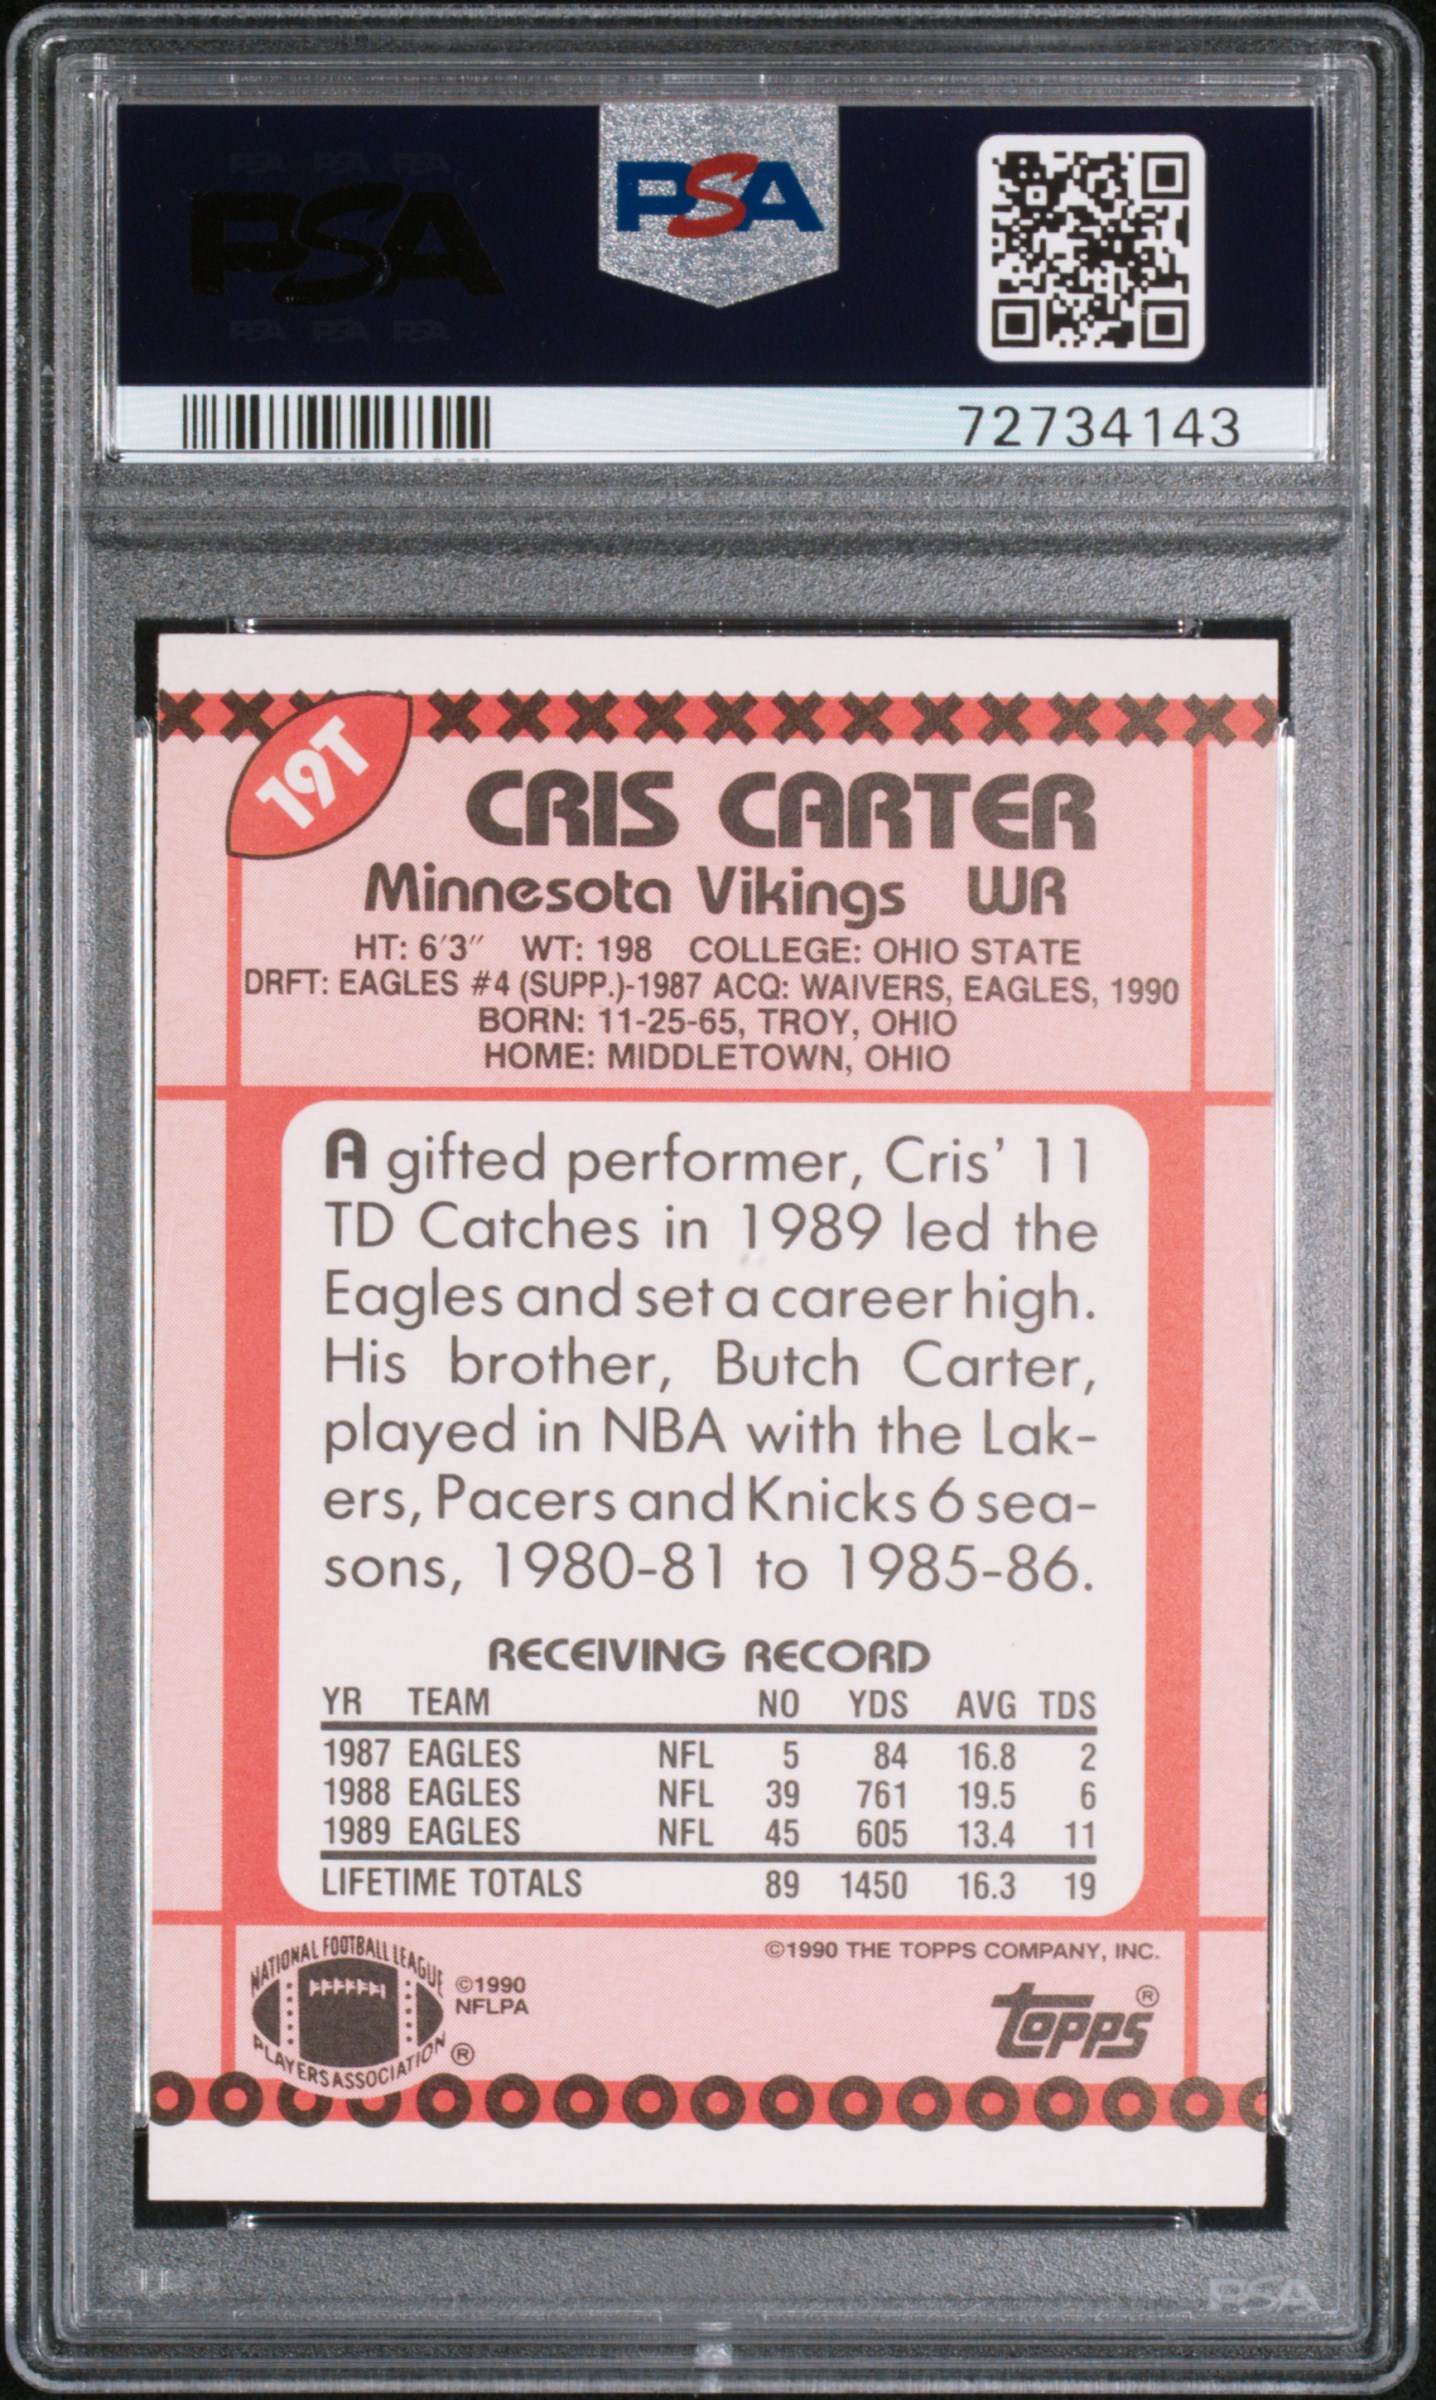 PSA PSA PSA
PSA
PSA PSA PSA
PSA
72734143
19T
CRIS CARTER
Minnesota Vikings WR
HT: 6'3" WT: 198 COLLEGE: OHIO STATE
DRFT: EAGLES #4 (SUPP.)-1987 ACQ: WAIVERS, EAGLES, 1990
BORN: 11-25-65, TROY, OHIO
HOME: MIDDLETOWN, OHIO
A gifted performer, Cris' 11
TD Catches in 1989 led the
Eagles and set a career high.
His brother, Butch Carter,
played in NBA with the Lak-
ers, Pacers and Knicks 6 sea-
sons, 1980-81 to 1985-86.
RECEIVING RECORD
YR TEAM NO YDS AVG TDS
1987 EAGLES NFL 5 84 16.8 2
1988 EAGLES NFL 39 761 19.5 6
1989 EAGLES NFL 45 605 13.4 11
LIFETIME TOTALS 89 1450 16.3 19
NATIONAL FOOTBALL LEAGUE
PLAYERS ASSOCIATION ®
©1990
NFLPA
©1990 THE TOPPS COMPANY, INC.
topps®
PSA